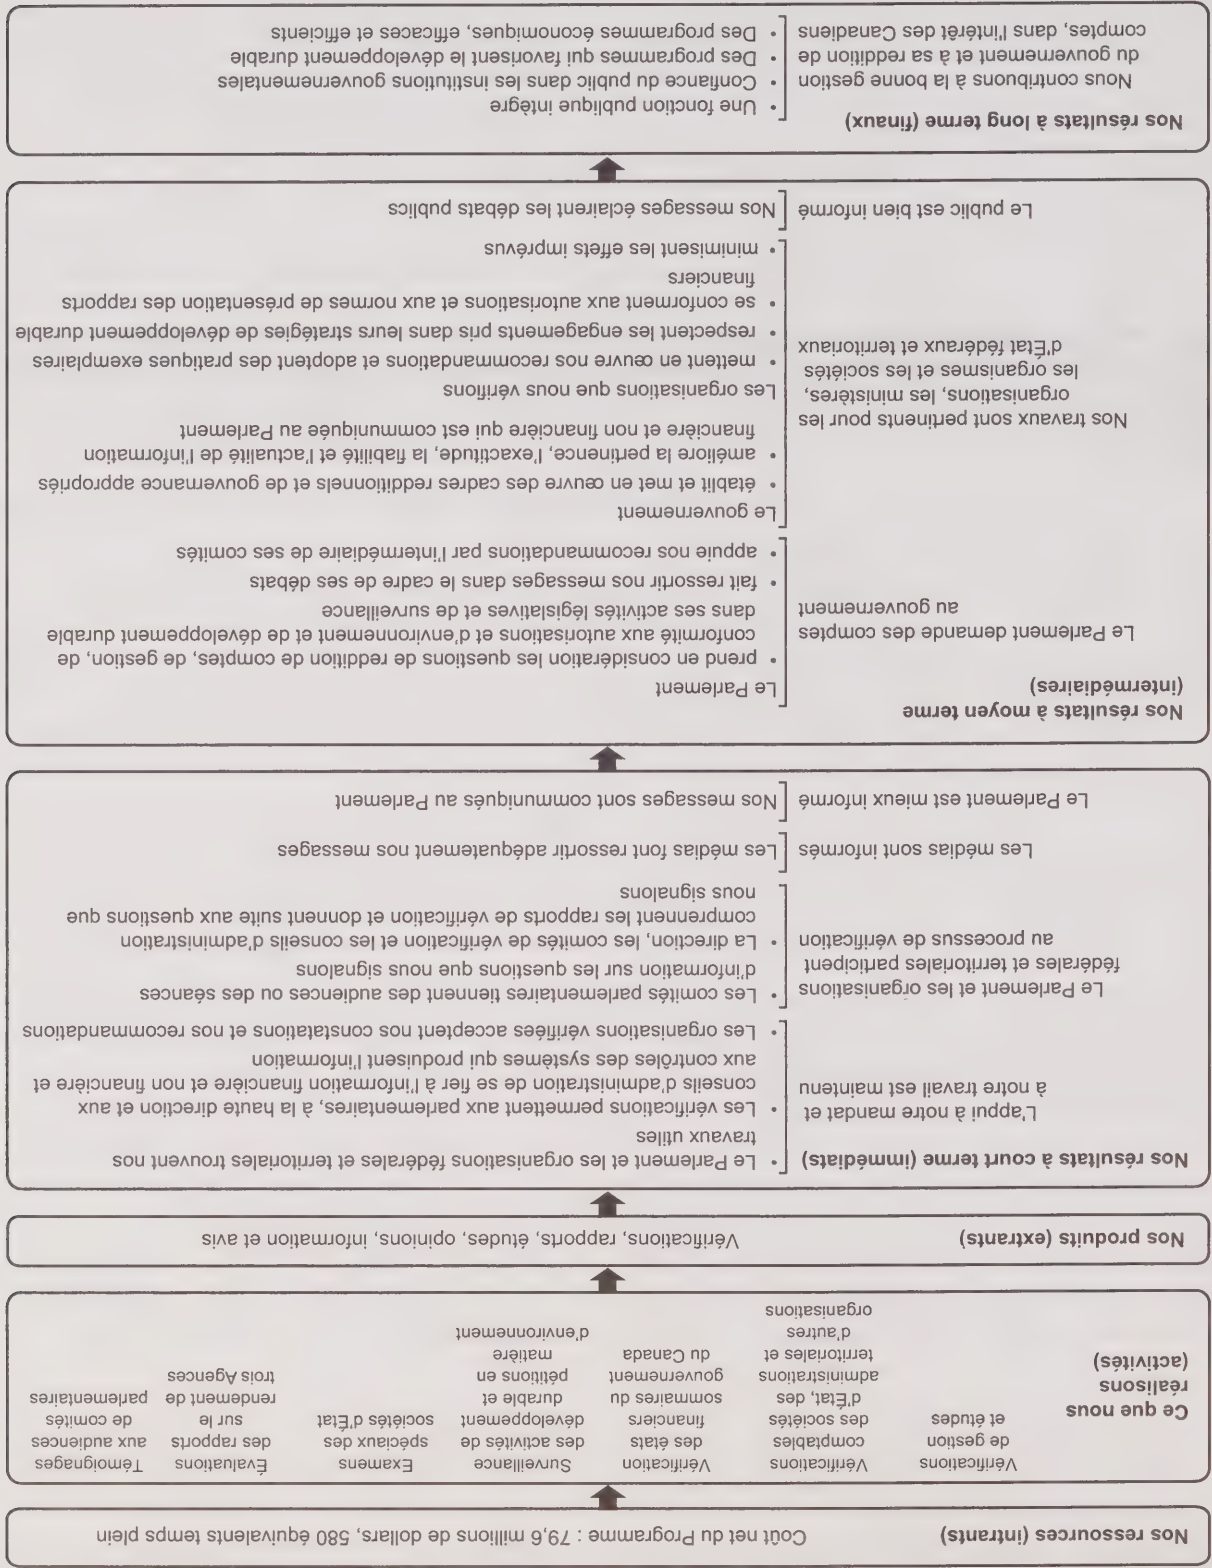 Nos ressources (intrants)
Coût net du Programme : 79,6 millions de dollars, 580 équivalents temps plein
Ce que nous
réalisons
(activités)
Vérifications
de gestion
et études
Vérifications
comptables
des sociétés
d'État, des
administrations
territoriales et
d'autres
organisations
Vérification
des états
financiers
sommaires du
gouvernement
du Canada
Surveillance
des activités de
développement
durable et
pétitions en
matière
d'environnement
Examens
spéciaux des
sociétés d'État
Évaluations
des rapports
sur le
rendement de
trois Agences
Témoignages
aux audiences
de comités
parlementaires
Nos produits (extrants)
Vérifications, rapports, études, opinions, information et avis
Nos résultats à court terme (immédiats)
L'appui à notre mandat et
à notre travail est maintenu
• Le Parlement et les organisations fédérales et territoriales trouvent nos
travaux utiles
• Les vérifications permettent aux parlementaires, à la haute direction et aux
conseils d'administration de se fier à l'information financière et non financière et
aux contrôles des systèmes qui produisent l'information
• Les organisations vérifiées acceptent nos constatations et nos recommandations
Le Parlement et les organisations
fédérales et territoriales participent
au processus de vérification
• Les comités parlementaires tiennent des audiences ou des séances
d'information sur les questions que nous signalons
• La direction, les comités de vérification et les conseils d'administration
comprennent les rapports de vérification et donnent suite aux questions que
nous signalons
Les médias sont informés
Les médias font ressortir adéquatement nos messages
Le Parlement est mieux informé
Nos messages sont communiqués au Parlement
Nos résultats à moyen terme
(intermédiaires)
Le Parlement demande des comptes
au gouvernement
Le Parlement
• prend en considération les questions de reddition de comptes, de gestion, de
conformité aux autorisations et d'environnement et de développement durable
dans ses activités législatives et de surveillance
• fait ressortir nos messages dans le cadre de ses débats
• appuie nos recommandations par l'intermédiaire de ses comités
Nos travaux sont pertinents pour les
organisations, les ministères,
les organismes et les sociétés
d'État fédéraux et territoriaux
Le gouvernement
• établit et met en œuvre des cadres redditionnels et de gouvernance appropriés
• améliore la pertinence, l'exactitude, la fiabilité et l'actualité de l'information
financière et non financière qui est communiquée au Parlement
Les organisations que nous vérifions
• mettent en œuvre nos recommandations et adoptent des pratiques exemplaires
• respectent les engagements pris dans leurs stratégies de développement durable
• se conforment aux autorisations et aux normes de présentation des rapports
financiers
• minimisent les effets imprévus
Le public est bien informé
Nos messages éclairent les débats publics
Nos résultats à long terme (finaux)
Nous contribuons à la bonne gestion
du gouvernement et à sa reddition de
comptes, dans l'intérêt des Canadiens
• Une fonction publique intègre
• Confiance du public dans les institutions gouvernementales
• Des programmes qui favorisent le développement durable
• Des programmes économiques, efficaces et efficients